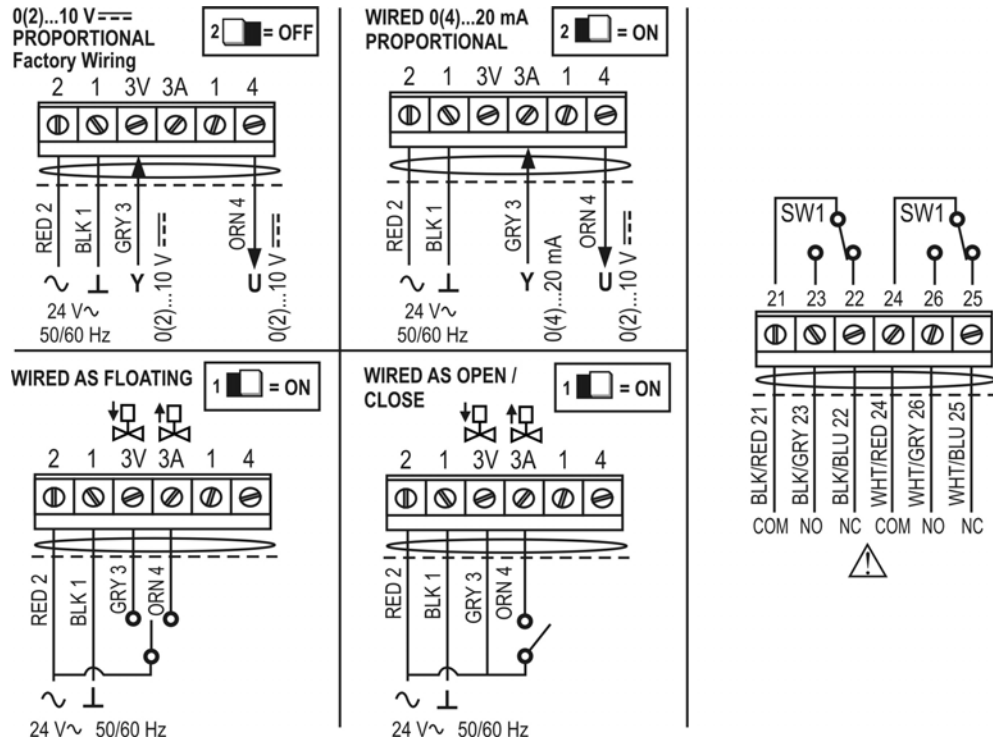 0(2)...10 V ⎓
PROPORTIONAL
Factory Wiring
2 = OFF
2 1 3V 3A 1 4
RED 2
BLK 1
GRY 3
0(2)...10 V ⎓
ORN 4
0(2)...10 V ⎓
∼ ⊥ Y U
24 V∼
50/60 Hz
WIRED 0(4)...20 mA
PROPORTIONAL
2 = ON
2 1 3V 3A 1 4
RED 2
BLK 1
GRY 3
0(4)...20 mA
ORN 4
0(2)...10 V ⎓
∼ ⊥ Y U
24 V∼
50/60 Hz
WIRED AS FLOATING
1 = ON
2 1 3V 3A 1 4
RED 2
BLK 1
GRY 3
ORN 4
∼ ⊥
24 V∼ 50/60 Hz
WIRED AS OPEN /
CLOSE
1 = ON
2 1 3V 3A 1 4
RED 2
BLK 1
GRY 3
ORN 4
∼ ⊥
24 V∼ 50/60 Hz
SW1 SW1
21 23 22 24 26 25
BLK/RED 21
BLK/GRY 23
BLK/BLU 22
WHT/RED 24
WHT/GRY 26
WHT/BLU 25
COM NO NC COM NO NC